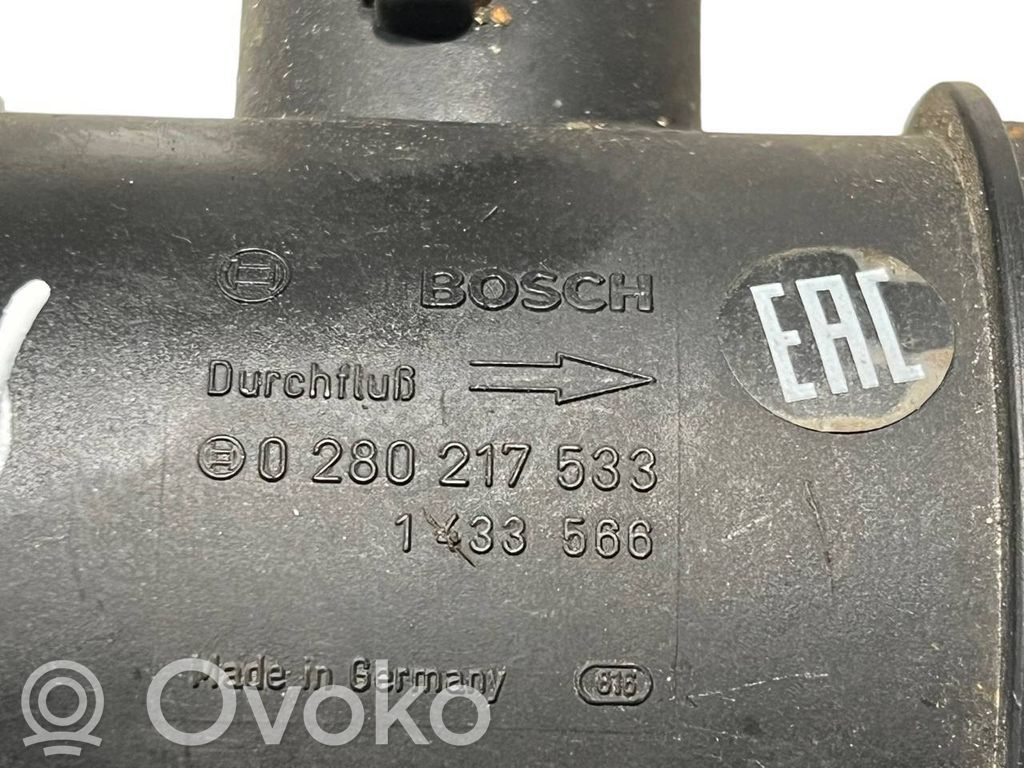 BOSCH
EAC
Durchfluß
0 280 217 533
1 433 566
Made in Germany
816
OVOKO